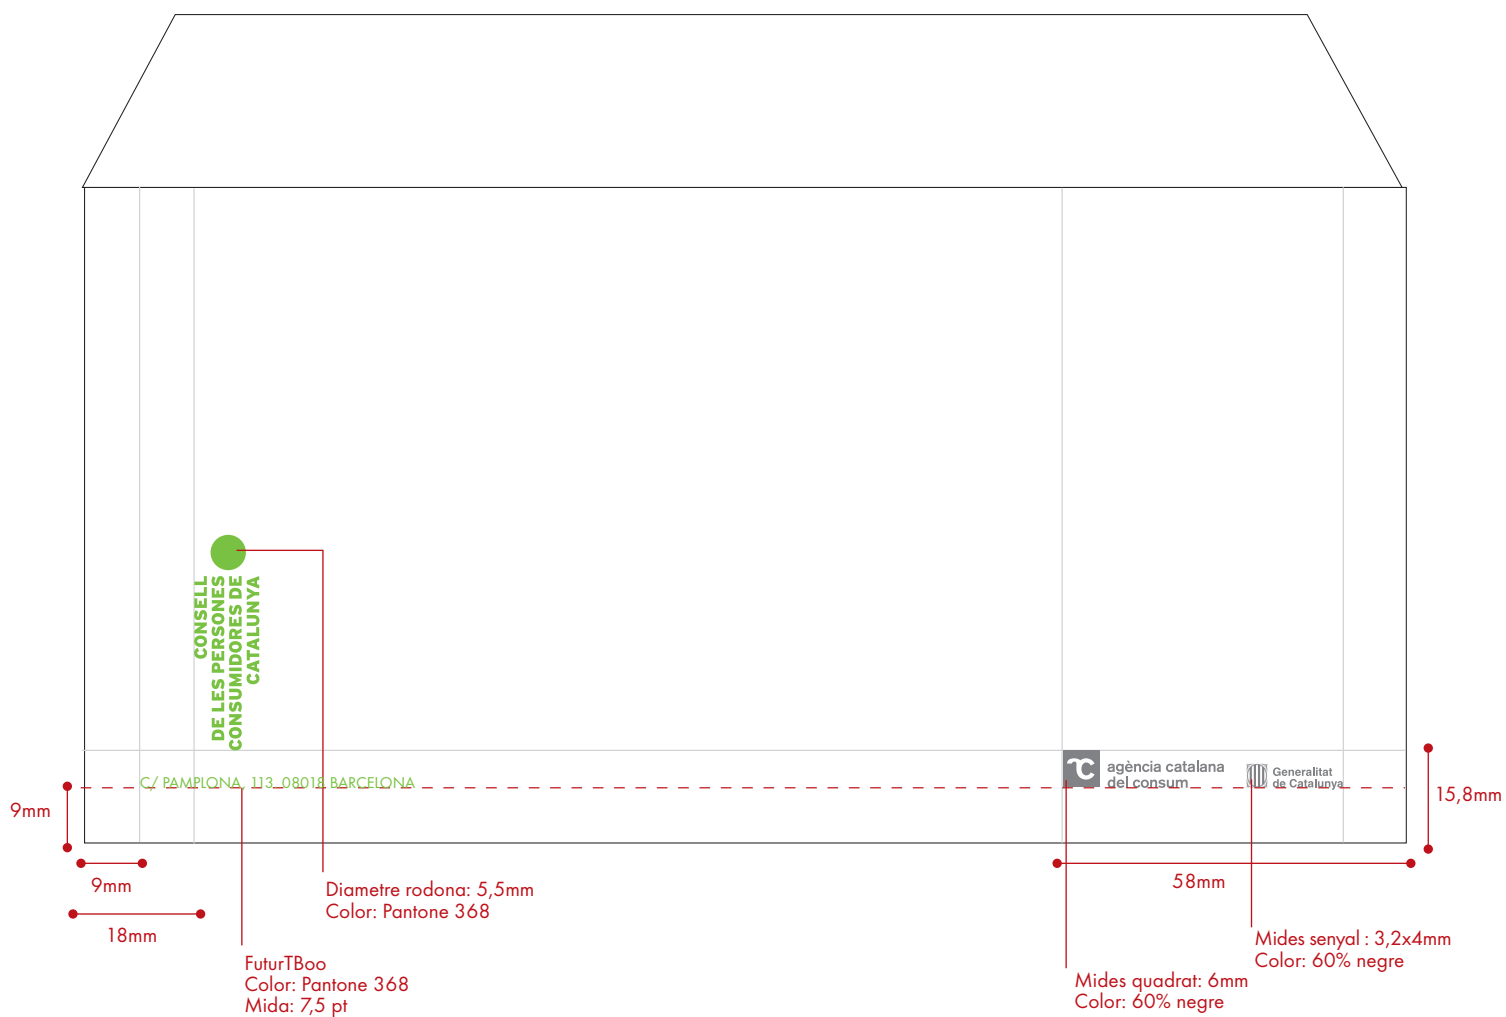 CONSELL
DE LES PERSONES
CONSUMIDORES DE
CATALUNYA
C/ PAMPLONA, 113 08018 BARCELONA
agència catalana
del consum
Generalitat
de Catalunya
9mm
15,8mm
9mm
58mm
18mm
Diametre rodona: 5,5mm
Color: Pantone 368
FuturTBoo
Color: Pantone 368
Mida: 7,5 pt
Mides senyal : 3,2x4mm
Color: 60% negre
Mides quadrat: 6mm
Color: 60% negre